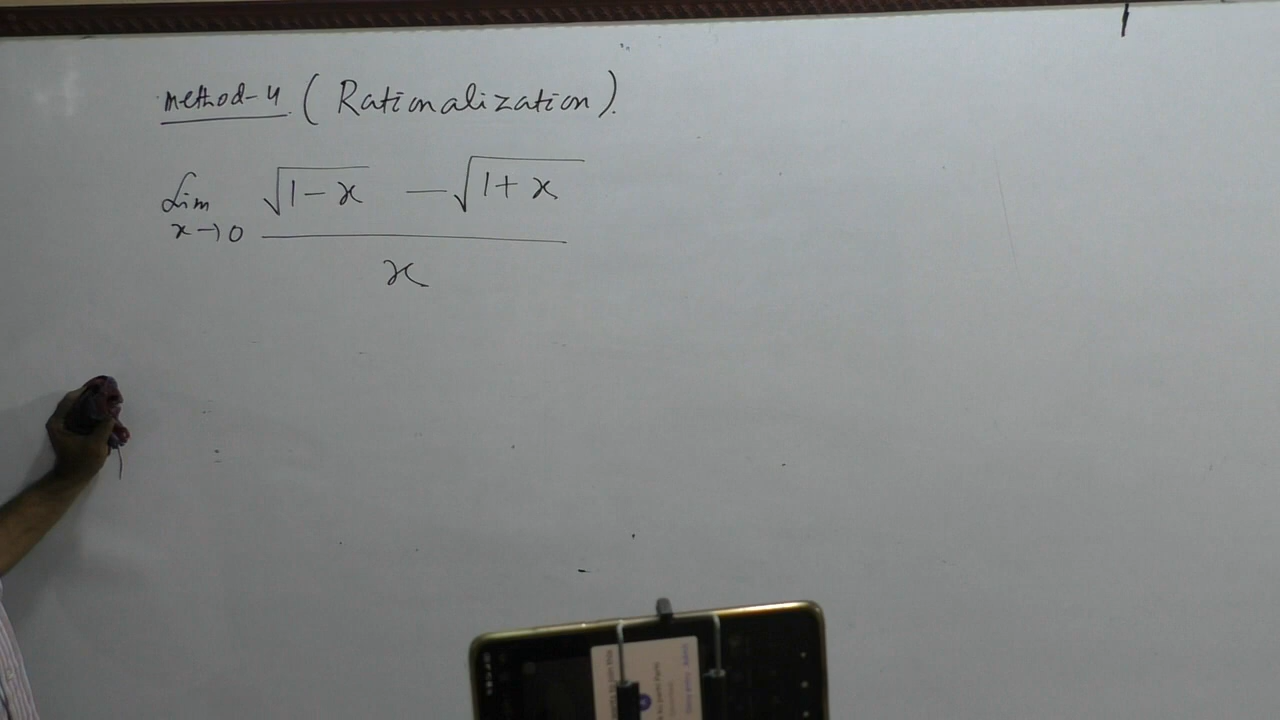 method-4 (Rationalization).
Lim x→0 (√(1-x) - √(1+x)) / x